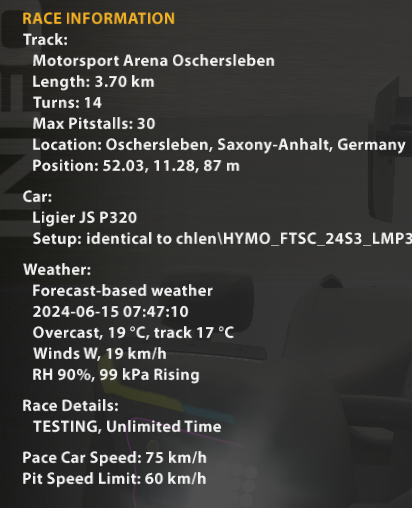 RACE INFORMATION
Track:
Motorsport Arena Oschersleben
Length: 3.70 km
Turns: 14
Max Pitstalls: 30
Location: Oschersleben, Saxony-Anhalt, Germany
Position: 52.03, 11.28, 87 m
Car:
Ligier JS P320
Setup: identical to chlen\HYMO_FTSC_24S3_LMP3
Weather:
Forecast-based weather
2024-06-15 07:47:10
Overcast, 19 °C, track 17 °C
Winds W, 19 km/h
RH 90%, 99 kPa Rising
Race Details:
TESTING, Unlimited Time
Pace Car Speed: 75 km/h
Pit Speed Limit: 60 km/h